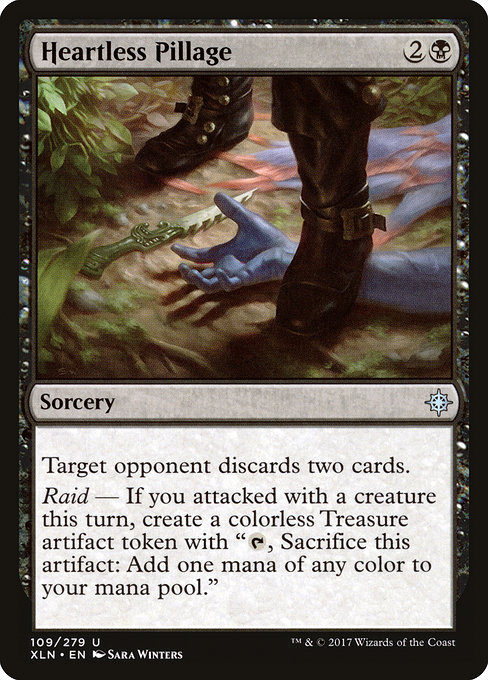 Heartless Pillage 2
Sorcery
Target opponent discards two cards.
Raid — If you attacked with a creature
this turn, create a colorless Treasure
artifact token with “, Sacrifice this
artifact: Add one mana of any color to
your mana pool.”
109/279 U
XLN • EN Sara Winters
™ & © 2017 Wizards of the Coast